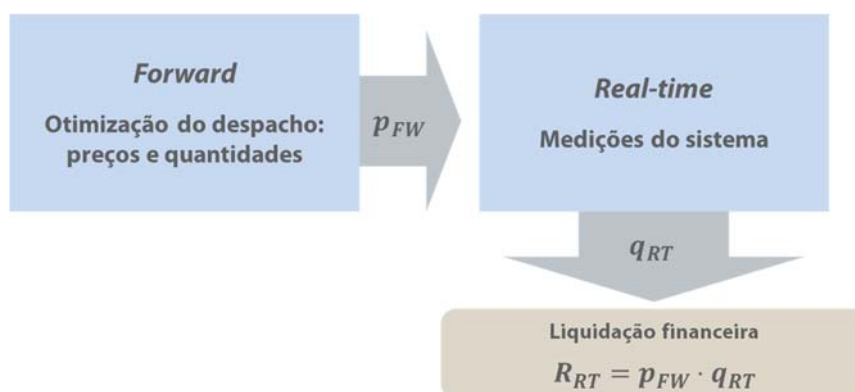 Forward
Otimização do despacho:
preços e quantidades
p_FW
Real-time
Medições do sistema
q_RT
Liquidação financeira
R_RT = p_FW · q_RT